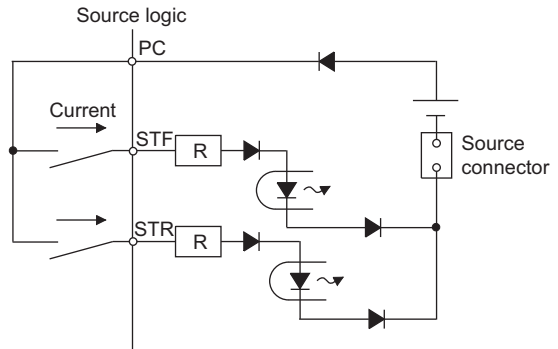 Source logic
PC
Current
STF
R
Source
connector
STR
R